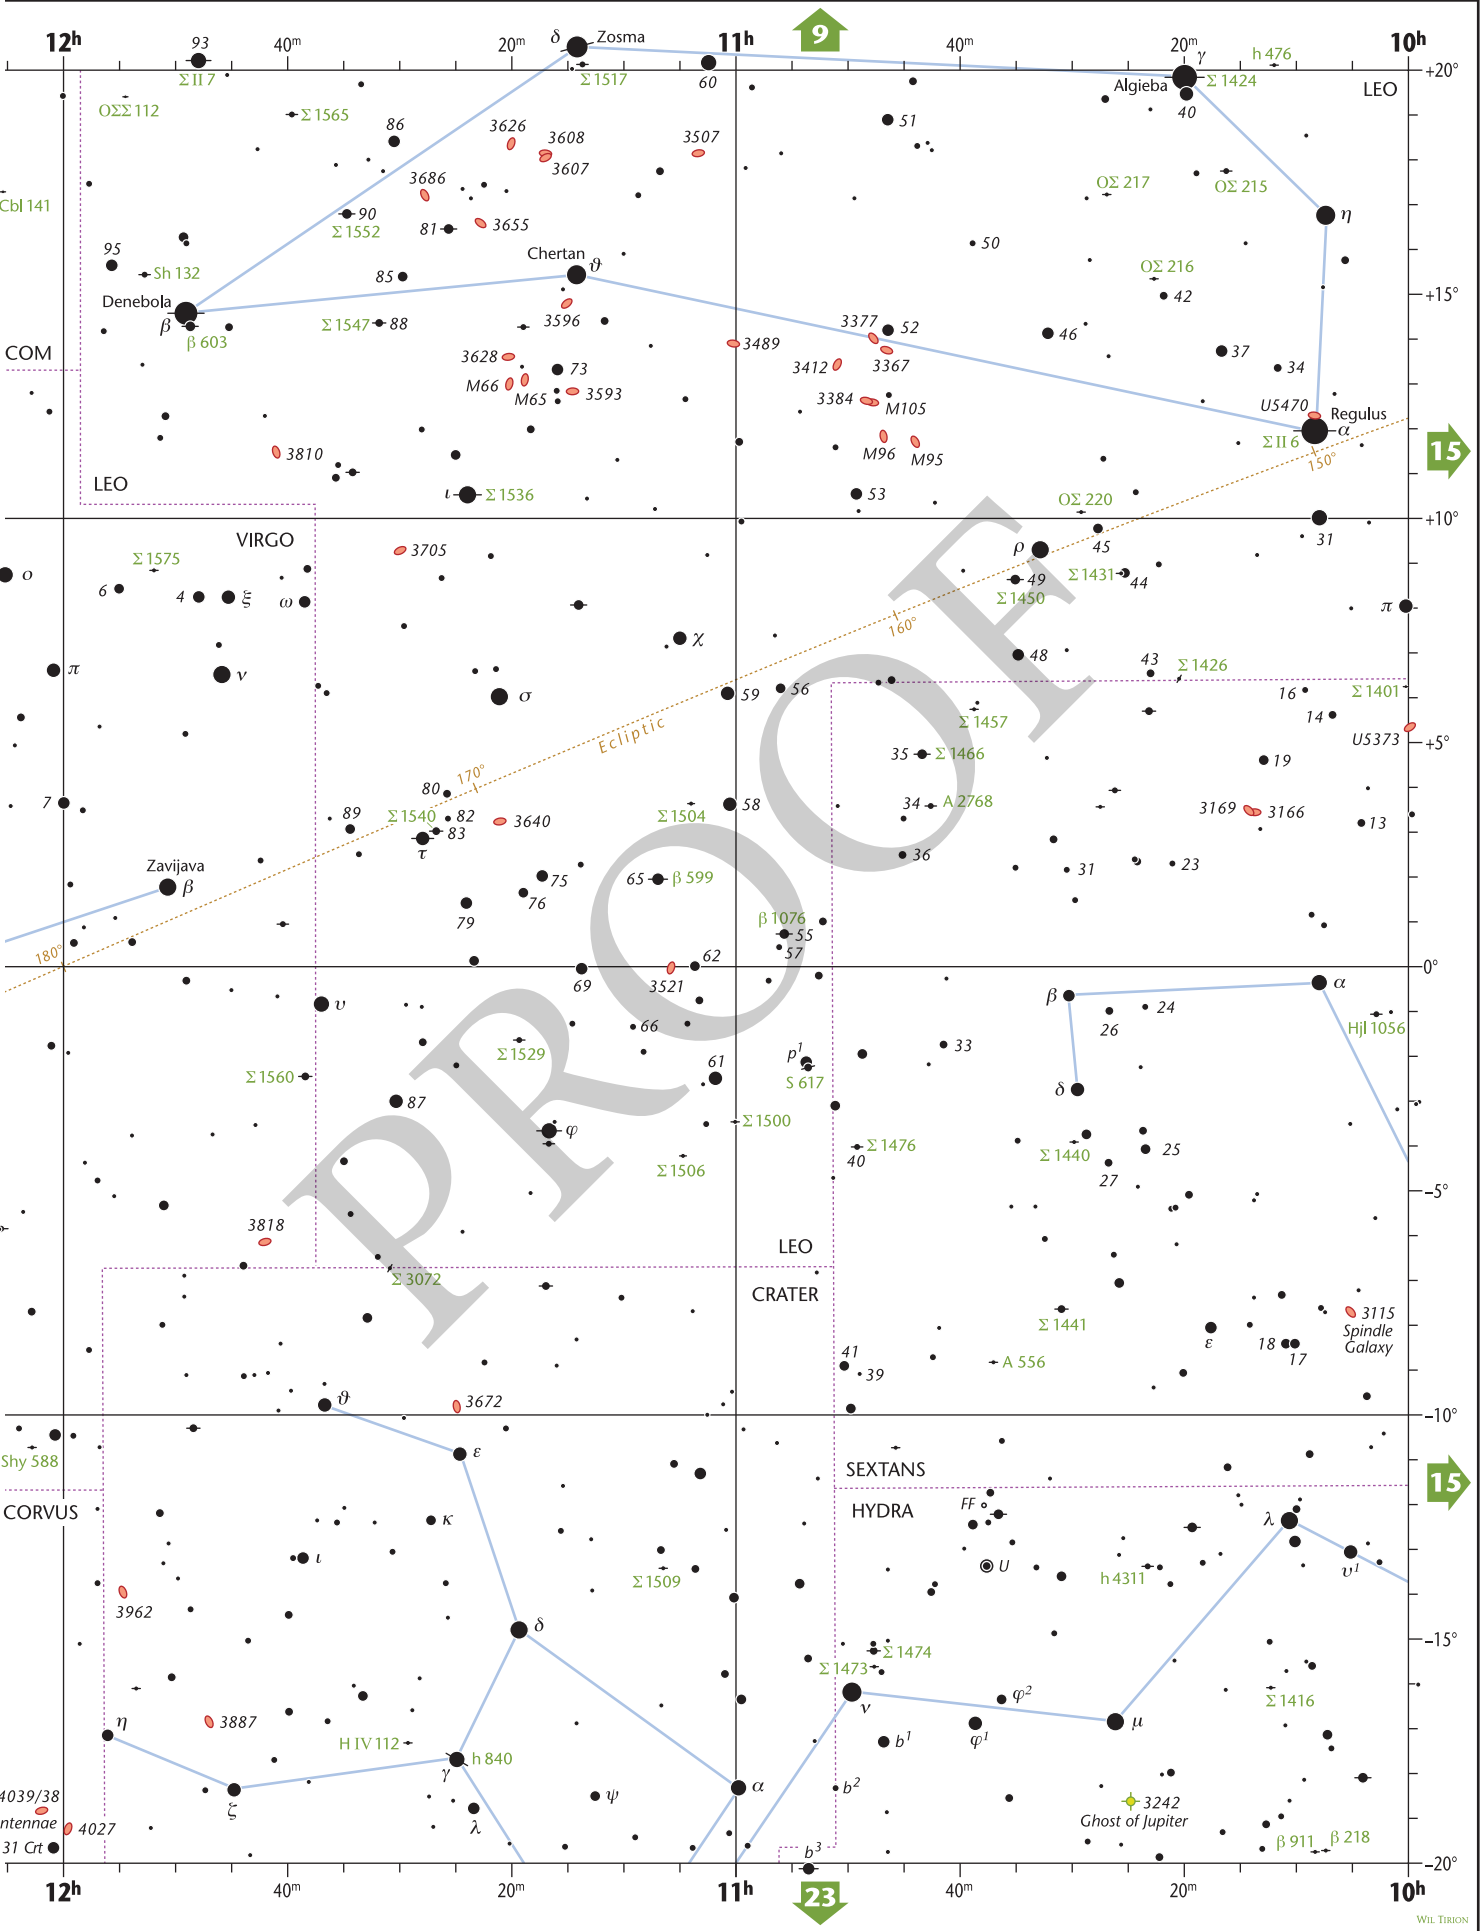 12h
93
40m
20m
δ
Zosma
11h
9
40m
20m
γ
h 476
10h
Σ II 7
Σ 1517
60
Algieba
Σ 1424
+20°
OΣΣ 112
Σ 1565
LEO
40
86
3626
3608
3607
3507
51
3686
OΣ 217
OΣ 215
Cbl 141
90
Σ 1552
81
3655
η
95
50
Chertan
ϑ
Sh 132
85
OΣ 216
Denebola
42
+15°
3596
β
Σ 1547
88
β 603
3377
52
46
3489
COM
3628
3367
37
3412
73
34
M66
M65
3593
3384
M105
U5470
Regulus
α
Σ II 6
15
3810
M96
M95
150°
LEO
ι
Σ 1536
53
OΣ 220
+10°
VIRGO
3705
45
31
ρ
Σ 1575
ο
49
Σ 1431
44
6
4
ξ
ω
Σ 1450
π
160°
χ
48
43
Σ 1426
π
ν
σ
59
56
16
Σ 1401
14
Σ 1457
U5373
Ecliptic
+5°
35
Σ 1466
19
170°
80
7
Σ 1504
58
34
A 2768
3169
3166
89
Σ 1540
82
83
3640
13
τ
36
Zavijava
β
75
65
β 599
31
23
76
79
β 1076
55
57
180°
62
0°
69
3521
α
β
υ
24
26
66
Hjl 1056
Σ 1529
p1
33
61
S 617
Σ 1560
δ
87
Σ 1500
φ
Σ 1476
40
Σ 1440
25
Σ 1506
27
–5°
3818
LEO
Σ 3072
CRATER
3115
Spindle
Galaxy
Σ 1441
ε
18
17
41
39
A 556
ϑ
3672
–10°
ε
Shy 588
SEXTANS
15
CORVUS
HYDRA
FF
κ
λ
ι
U
υ1
Σ 1509
h 4311
3962
δ
–15°
Σ 1474
Σ 1473
φ2
Σ 1416
η
ν
3887
μ
H IV 112
h 840
b1
φ1
γ
α
b2
ζ
ψ
4039/38
λ
3242
ntennae
4027
Ghost of Jupiter
31 Crt
β 911
β 218
b3
–20°
12h
40m
20m
11h
23
40m
20m
10h
WIL TIRION
PROOF